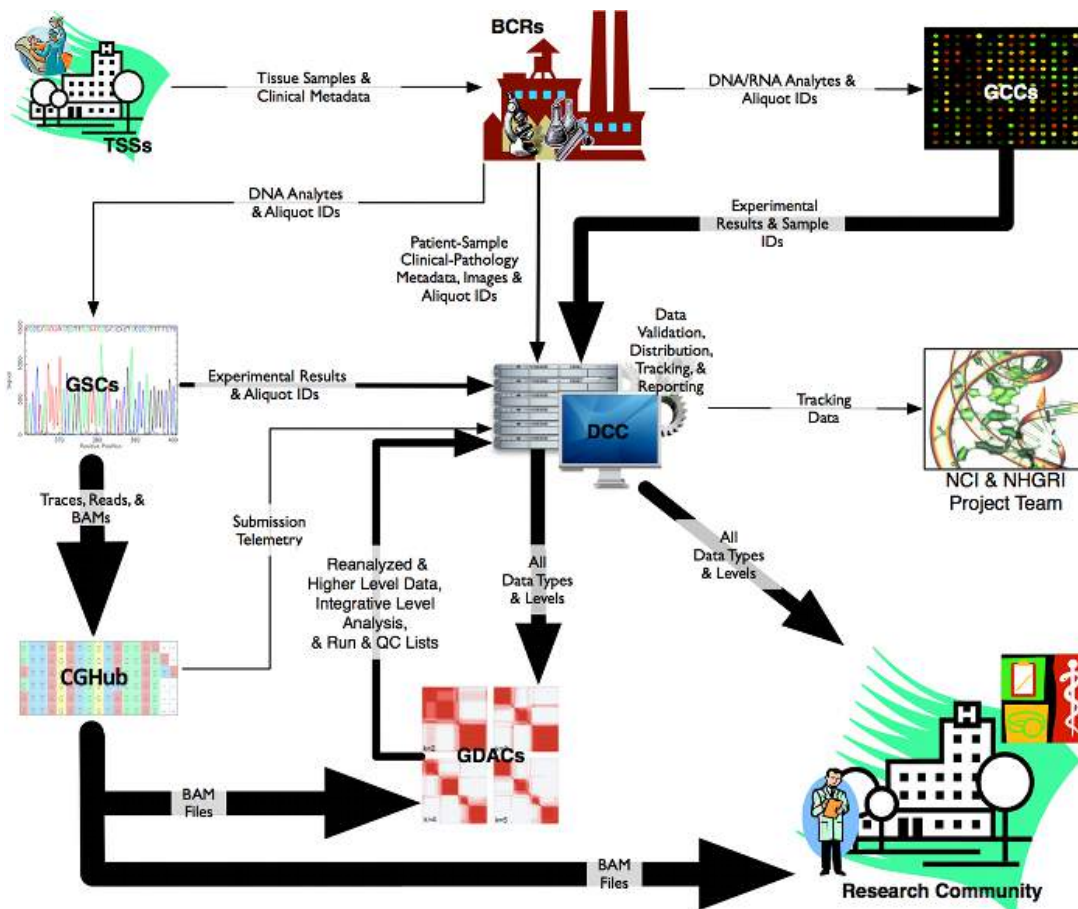 BCRs
Tissue Samples &
Clinical Metadata
DNA/RNA Analytes &
Aliquot IDs
GCCs
TSSs
DNA Analytes
& Aliquot IDs
Experimental
Results & Sample
IDs
Patient-Sample
Clinical-Pathology
Metadata, Images &
Aliquot IDs
Data
Validation,
Distribution,
Tracking, &
Reporting
GSCs
Experimental Results
& Aliquot IDs
DCC
Tracking
Data
NCI & NHGRI
Project Team
Traces, Reads, &
BAMs
Submission
Telemetry
Reanalyzed &
Higher Level Data,
Integrative Level
Analysis,
& Run & QC Lists
All
Data Types
& Levels
All
Data Types
& Levels
CGHub
GDACs
BAM
Files
BAM
Files
Research Community